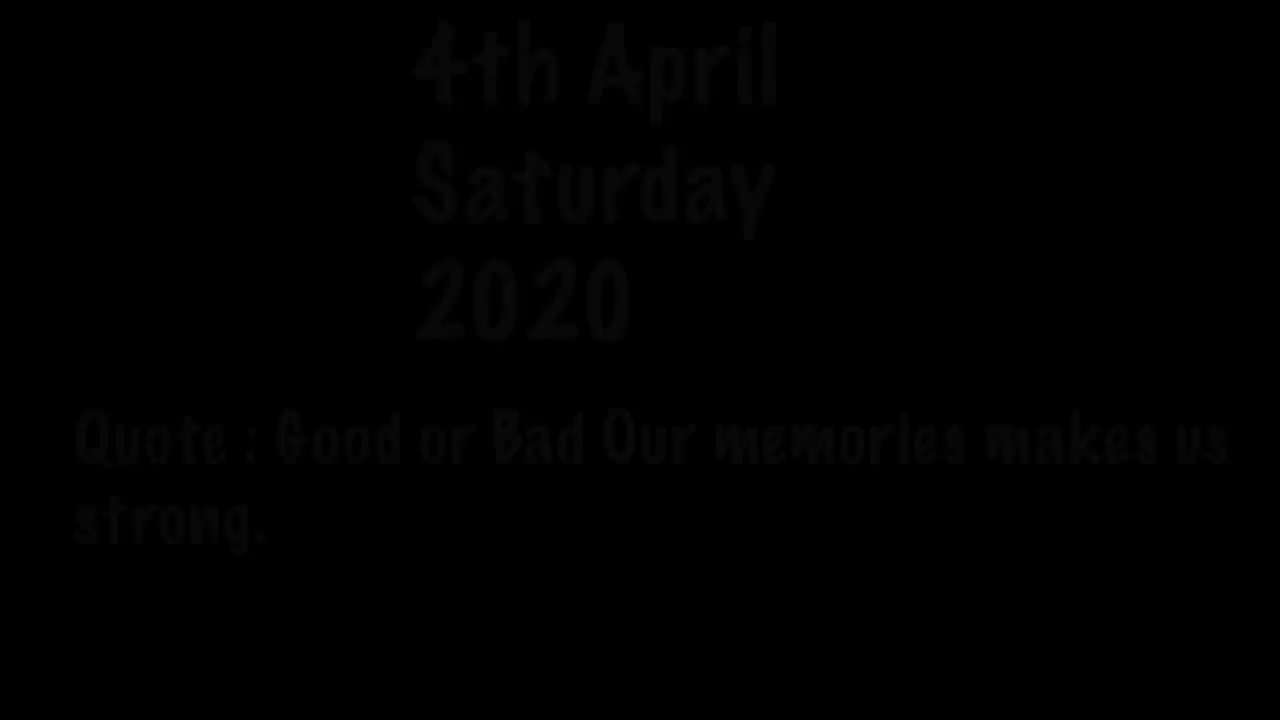 4th April
Saturday
2020
Quote : Good or Bad Our memories makes us
strong.